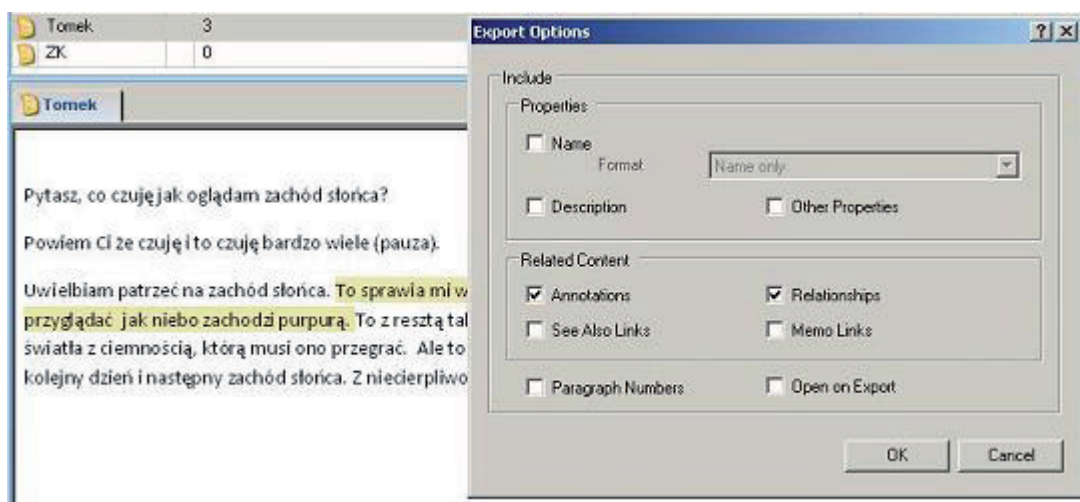 Tomek 3
ZK 0
Tomek
Pytasz, co czuję jak oglądam zachód słońca?
Powiem Ci że czuję i to czuję bardzo wiele (pauza).
Uwielbiam patrzeć na zachód słońca. To sprawia mi w
przyglądać jak niebo zachodzi purpurą. To z resztą tal
światła z ciemnością, którą musi ono przegrać. Ale to
kolejny dzień i następny zachód słońca. Z niecierpliwo
Export Options
Include
Properties
Name
Format Name only
Description Other Properties
Related Content
Annotations Relationships
See Also Links Memo Links
Paragraph Numbers Open on Export
OK Cancel